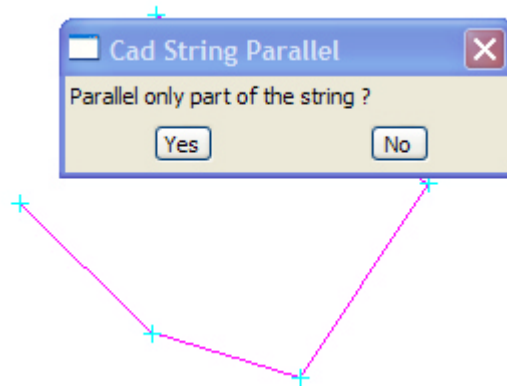 Cad String Parallel
Parallel only part of the string ?
Yes No